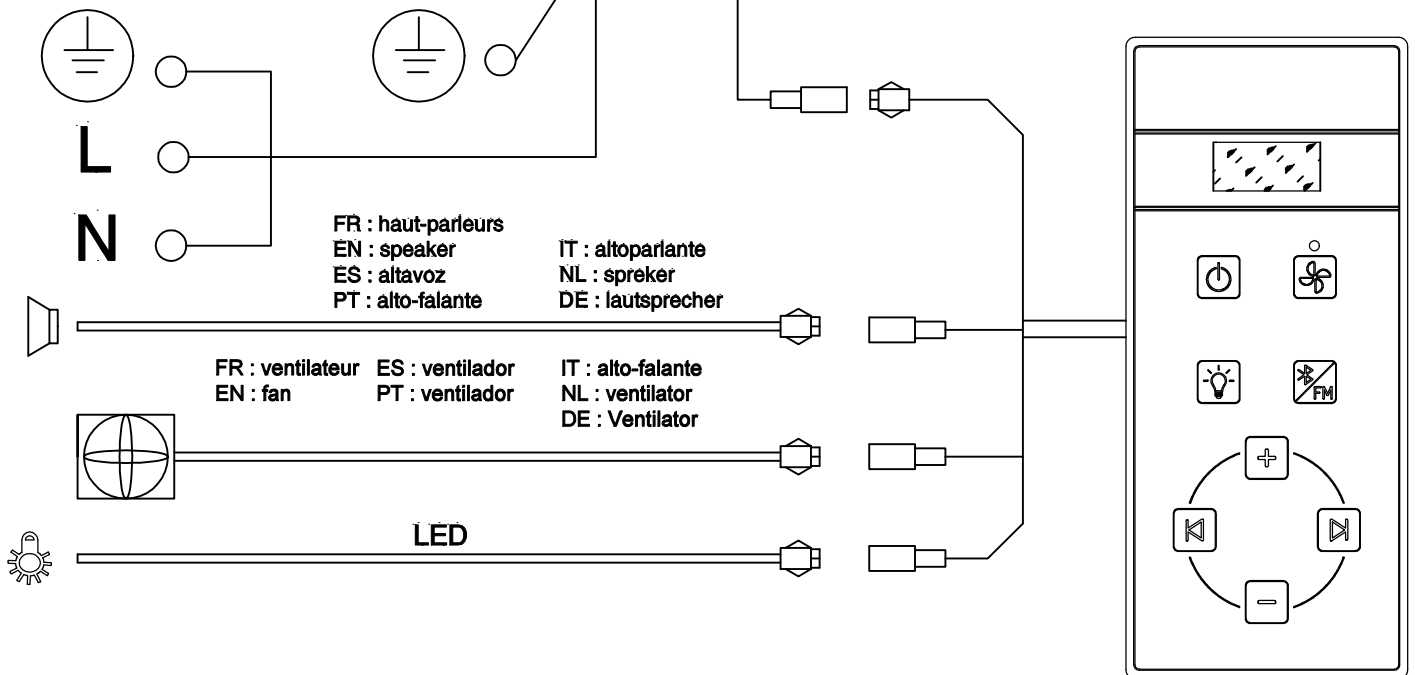 L
N
FR : haut-parleurs
EN : speaker
ES : altavoz
PT : alto-falante
IT : altoparlante
NL : spreker
DE : lautsprecher
FR : ventilateur
EN : fan
ES : ventilador
PT : ventilador
IT : alto-falante
NL : ventilator
DE : Ventilator
LED
FM